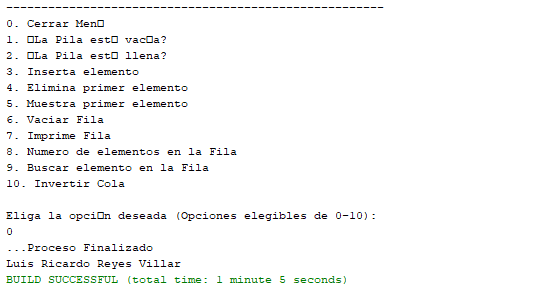 ------------------------------------------------------
0. Cerrar Men□
1. □La Pila est□ vac□a?
2. □La Pila est□ llena?
3. Inserta elemento
4. Elimina primer elemento
5. Muestra primer elemento
6. Vaciar Fila
7. Imprime Fila
8. Numero de elementos en la Fila
9. Buscar elemento en la Fila
10. Invertir Cola
Eliga la opci□n deseada (Opciones elegibles de 0-10):
0
...Proceso Finalizado
Luis Ricardo Reyes Villar
BUILD SUCCESSFUL (total time: 1 minute 5 seconds)